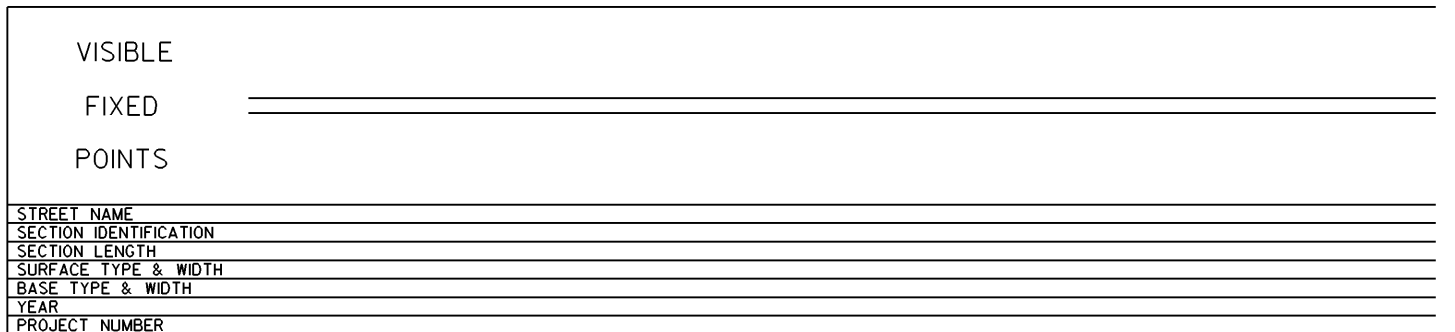 VISIBLE
FIXED
POINTS
STREET NAME
SECTION IDENTIFICATION
SECTION LENGTH
SURFACE TYPE & WIDTH
BASE TYPE & WIDTH
YEAR
PROJECT NUMBER